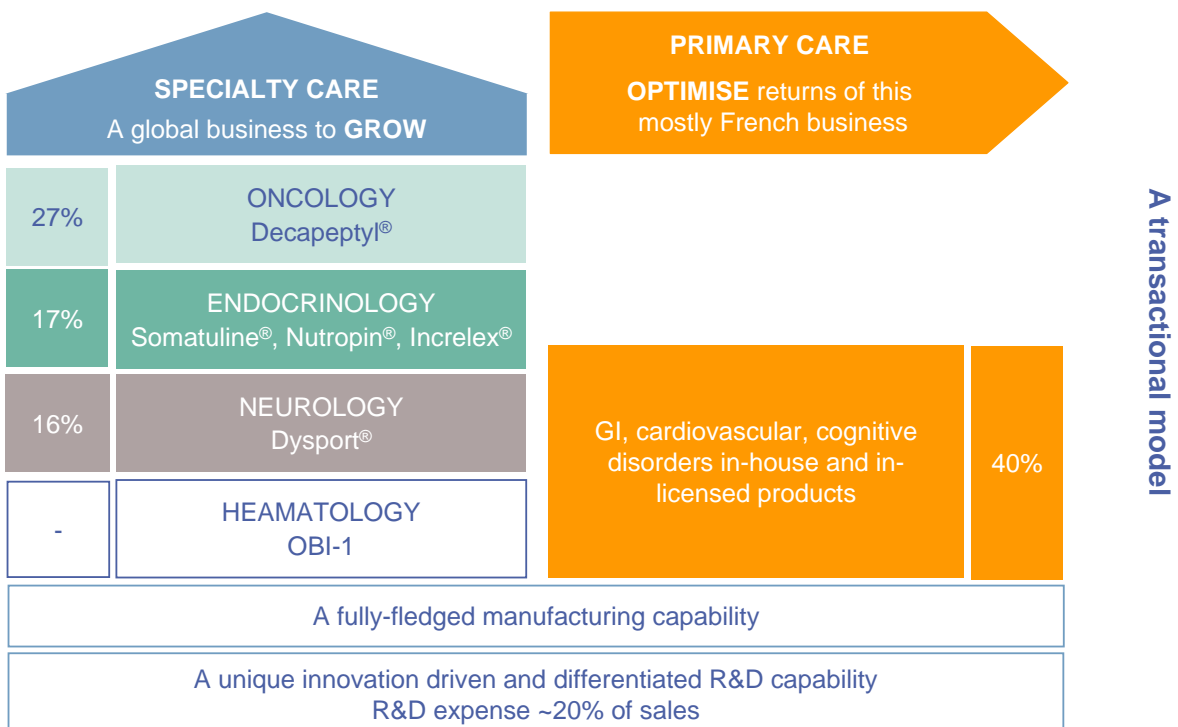 SPECIALTY CARE
A global business to GROW
PRIMARY CARE
OPTIMISE returns of this
mostly French business
27%
ONCOLOGY
Decapeptyl®
17%
ENDOCRINOLOGY
Somatuline®, Nutropin®, Increlex®
16%
NEUROLOGY
Dysport®
-
HEAMATOLOGY
OBI-1
GI, cardiovascular, cognitive
disorders in-house and in-
licensed products
40%
A transactional model
A fully-fledged manufacturing capability
A unique innovation driven and differentiated R&D capability
R&D expense ~20% of sales